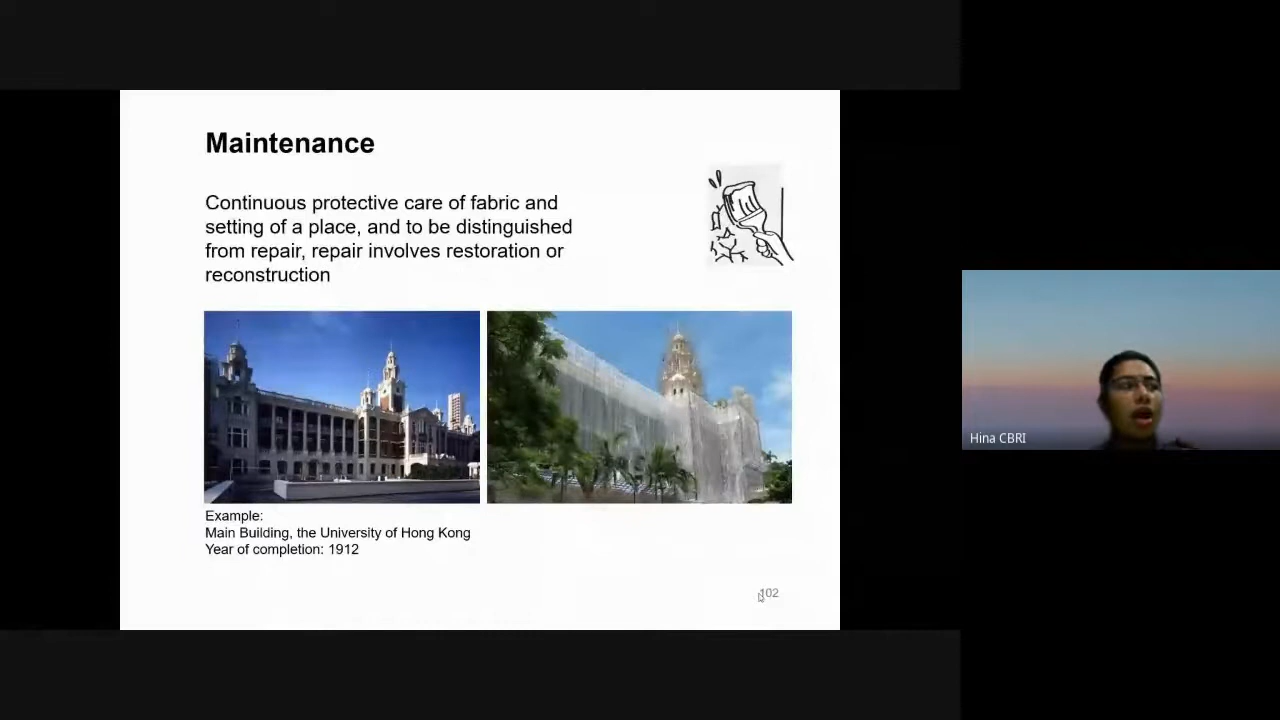 Maintenance
Continuous protective care of fabric and
setting of a place, and to be distinguished
from repair, repair involves restoration or
reconstruction
Example:
Main Building, the University of Hong Kong
Year of completion: 1912
102
Hina CBRI